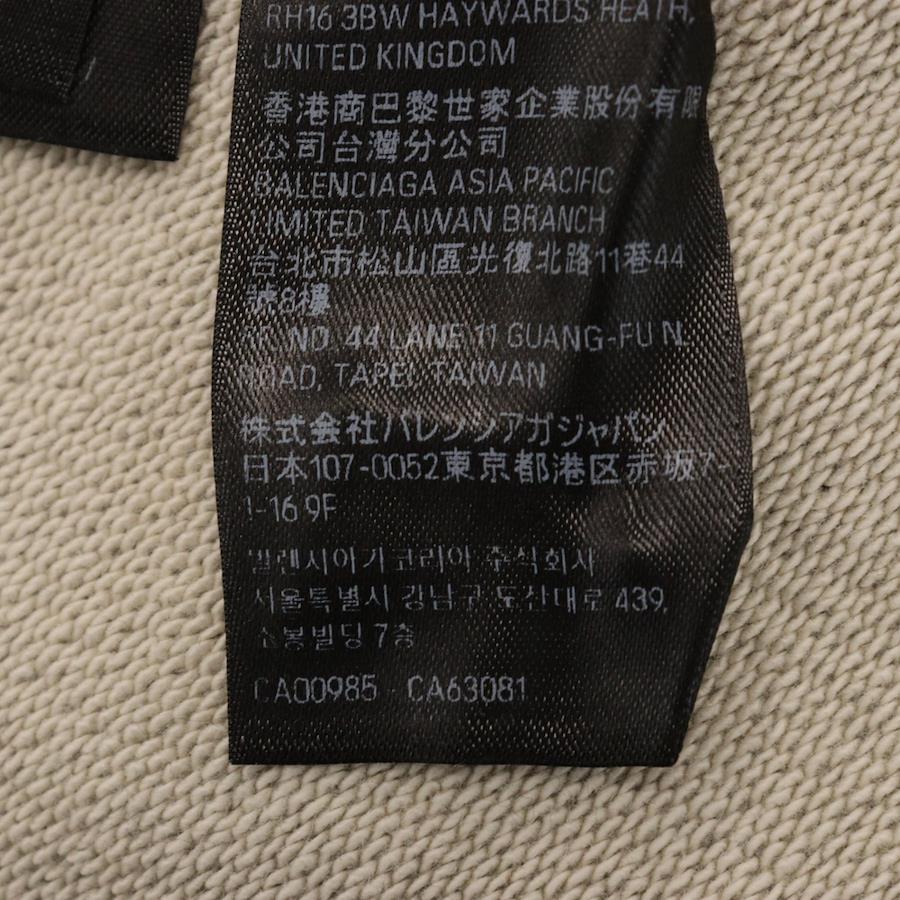 RH16 3BW HAYWARDS HEATH,
UNITED KINGDOM
香港商巴黎世家企業股份有限
公司台灣分公司
BALENCIAGA ASIA PACIFIC
LIMITED TAIWAN BRANCH
台北市松山區光復北路11巷44
號8樓
NO. 44 LANE 11 GUANG-FU N.
ROAD, TAPEI, TAIWAN
株式会社バレンシアガジャパン
日本107-0052東京都港区赤坂7-
1-16 9F
발렌시아가코리아 주식회사
서울특별시 강남구 도산대로 439,
빌딩 7층
CA00985 - CA63081